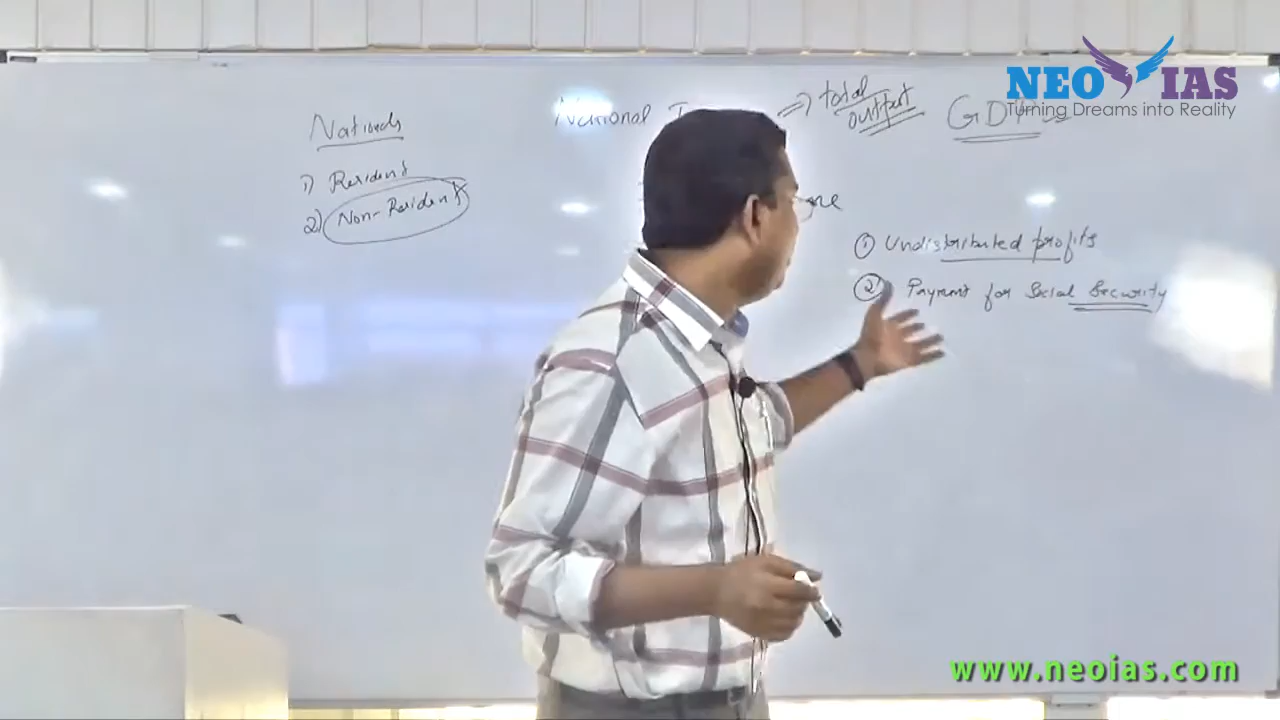 NEO IAS
Turning Dreams into Reality
National => total output
Nationals
1) Resident
2) Non-Resident
① Undistributed profits
② Payment for Social Security
www.neoias.com